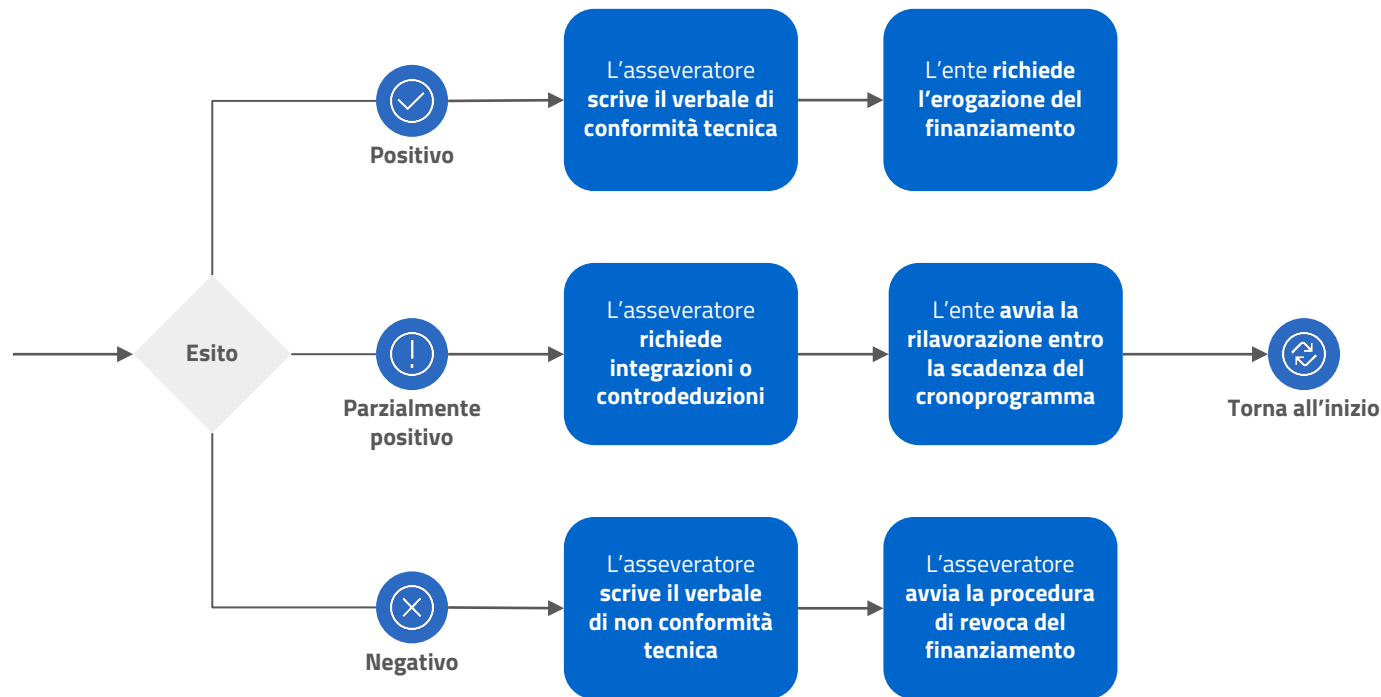 L'asseveratore
scrive il verbale di
conformità tecnica
L'ente richiede
l'erogazione del
finanziamento
Positivo
Esito
L'asseveratore
richiede
integrazioni o
controdeduzioni
L'ente avvia la
rilavorazione entro
la scadenza del
cronoprogramma
Parzialmente
positivo
Torna all'inizio
L'asseveratore
scrive il verbale
di non conformità
tecnica
L'asseveratore
avvia la procedura
di revoca del
finanziamento
Negativo